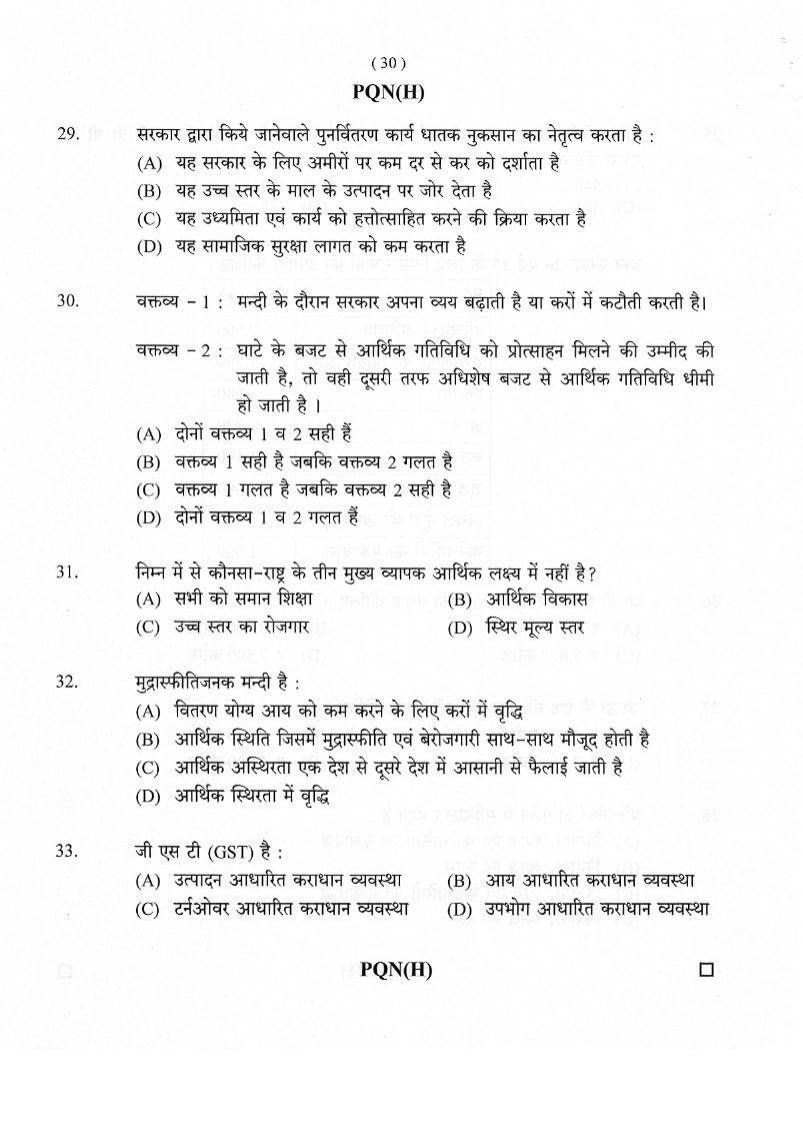 ( 30 )
PQN(H)
29. सरकार द्वारा किये जानेवाले पुनर्वितरण कार्य धातक नुकसान का नेतृत्व करता है :
(A) यह सरकार के लिए अमीरों पर कम दर से कर को दर्शाता है
(B) यह उच्च स्तर के माल के उत्पादन पर जोर देता है
(C) यह उध्यमिता एवं कार्य को हत्तोत्साहित करने की क्रिया करता है
(D) यह सामाजिक सुरक्षा लागत को कम करता है
30. वक्तव्य - 1 : मन्दी के दौरान सरकार अपना व्यय बढ़ाती है या करों में कटौती करती है।
वक्तव्य - 2 : घाटे के बजट से आर्थिक गतिविधि को प्रोत्साहन मिलने की उम्मीद की
जाती है, तो वही दूसरी तरफ अधिशेष बजट से आर्थिक गतिविधि धीमी
हो जाती है ।
(A) दोनों वक्तव्य 1 व 2 सही हैं
(B) वक्तव्य 1 सही है जबकि वक्तव्य 2 गलत है
(C) वक्तव्य 1 गलत है जबकि वक्तव्य 2 सही है
(D) दोनों वक्तव्य 1 व 2 गलत हैं
31. निम्न में से कौनसा-राष्ट्र के तीन मुख्य व्यापक आर्थिक लक्ष्य में नहीं है?
(A) सभी को समान शिक्षा (B) आर्थिक विकास
(C) उच्च स्तर का रोजगार (D) स्थिर मूल्य स्तर
32. मुद्रास्फीतिजनक मन्दी है :
(A) वितरण योग्य आय को कम करने के लिए करों में वृद्धि
(B) आर्थिक स्थिति जिसमें मुद्रास्फीति एवं बेरोजगारी साथ-साथ मौजूद होती है
(C) आर्थिक अस्थिरता एक देश से दूसरे देश में आसानी से फैलाई जाती है
(D) आर्थिक स्थिरता में वृद्धि
33. जी एस टी (GST) है :
(A) उत्पादन आधारित कराधान व्यवस्था (B) आय आधारित कराधान व्यवस्था
(C) टर्नओवर आधारित कराधान व्यवस्था (D) उपभोग आधारित कराधान व्यवस्था
PQN(H)